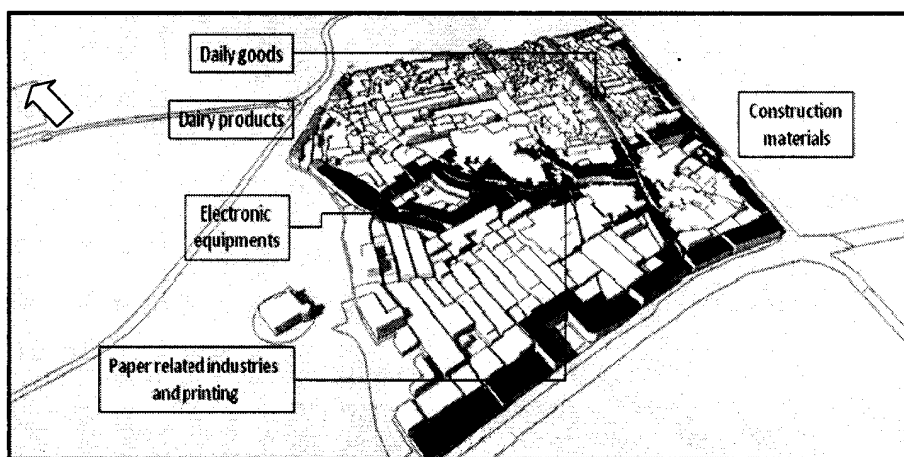 Daily goods
Dairy products
Construction
materials
Electronic
equipments
Paper related industries
and printing